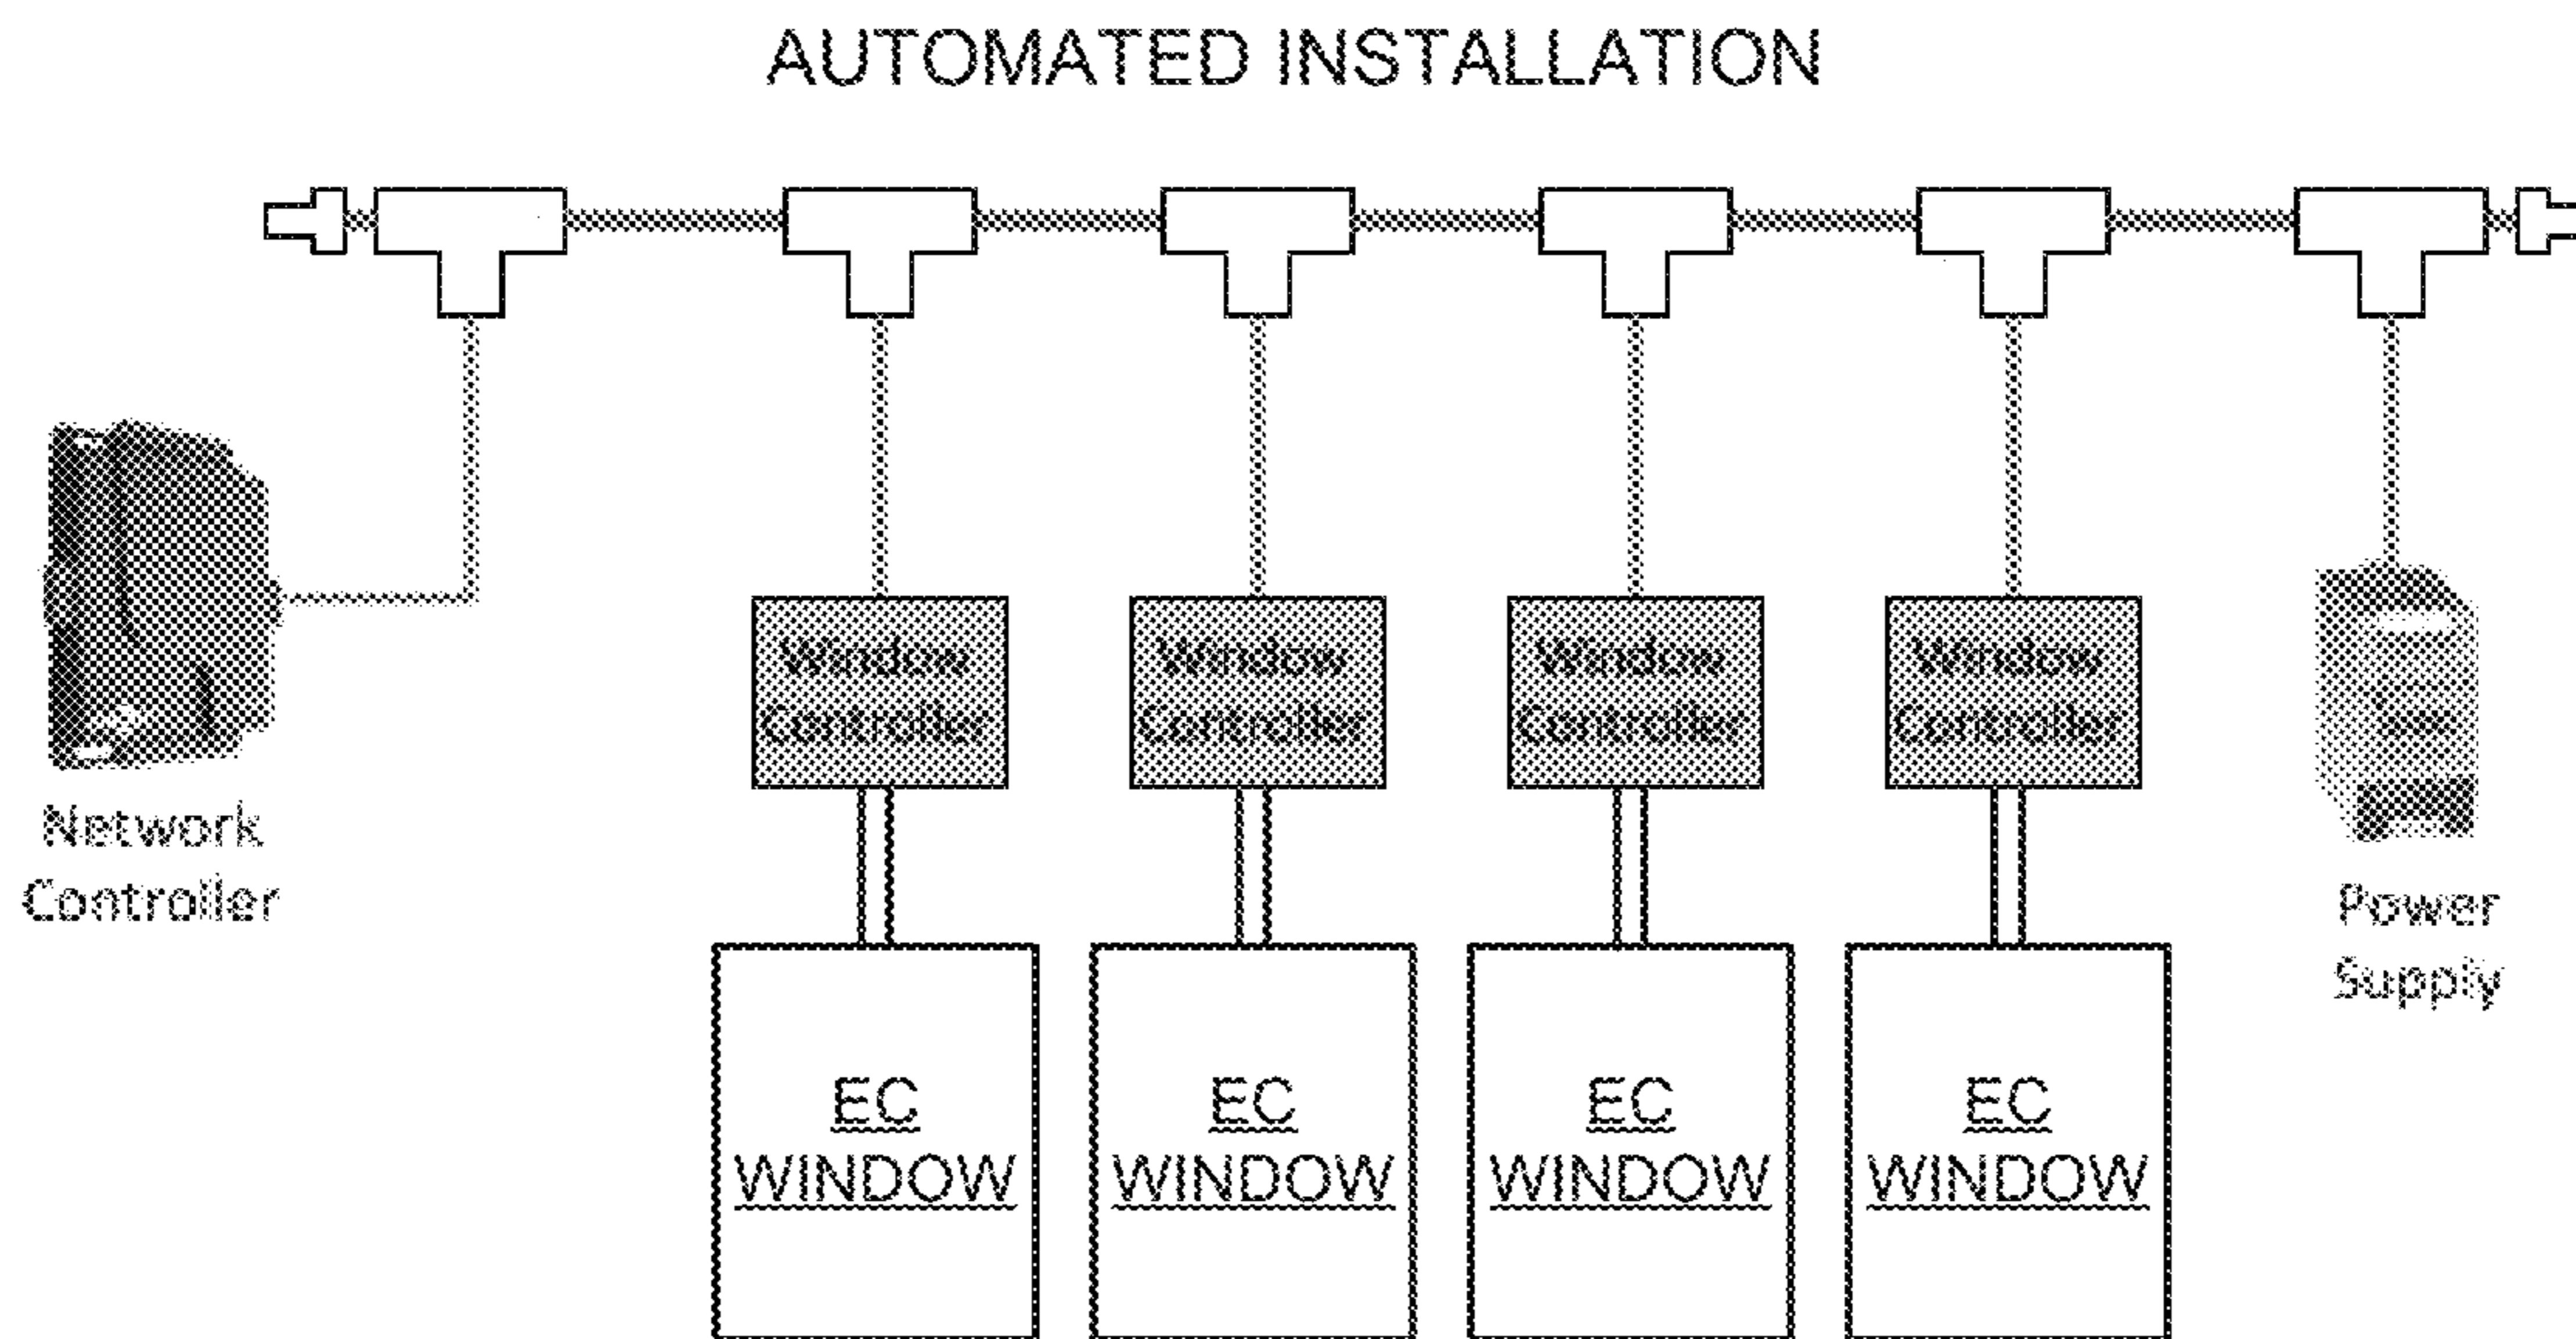 AUTOMATED INSTALLATION
Window
Controller
Window
Controller
Window
Controller
Window
Controller
Network
Controller
Power
Supply
EC
WINDOW
EC
WINDOW
EC
WINDOW
EC
WINDOW